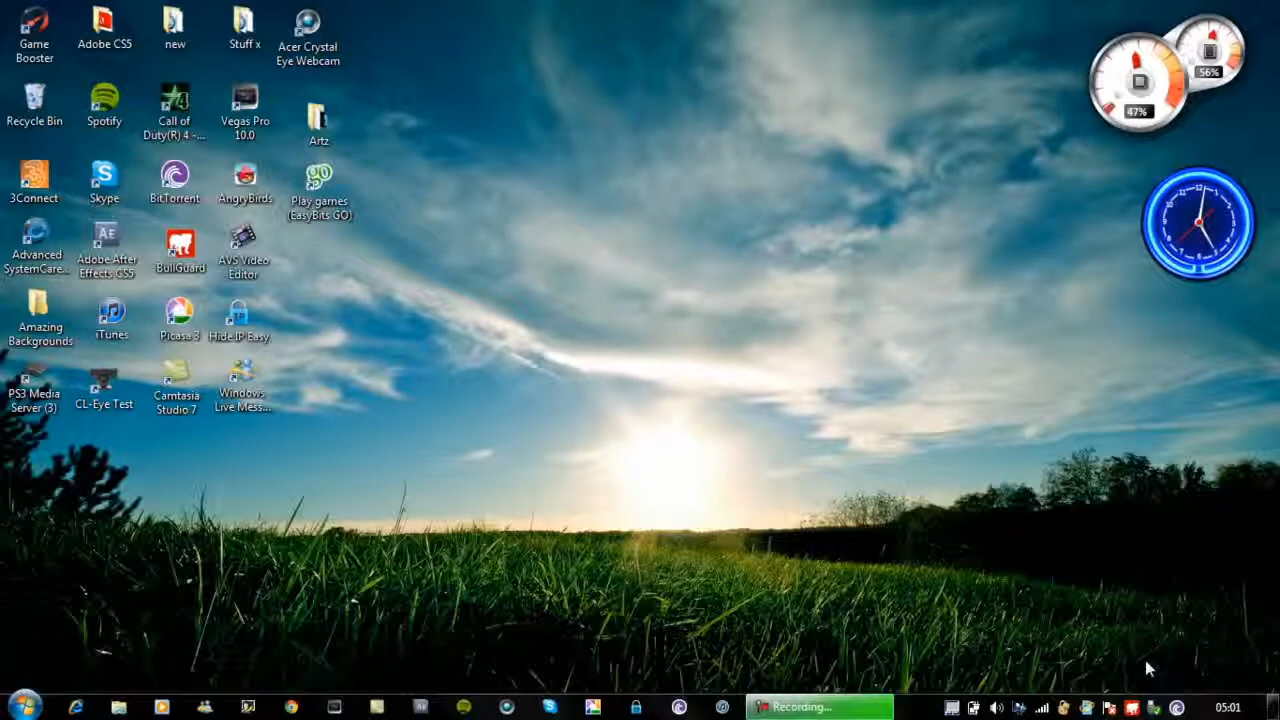 Game
Booster
Adobe CS5
new
Stuff x
Acer Crystal
Eye Webcam
Recycle Bin
Spotify
Call of
Duty(R) 4 -...
Vegas Pro
10.0
Artz
3Connect
Skype
BitTorrent
AngryBirds
Play games
(EasyBits GO)
Advanced
SystemCare...
Adobe After
Effects CS5
BullGuard
AVS Video
Editor
Amazing
Backgrounds
iTunes
Picasa 3
Hide IP Easy
PS3 Media
Server (3)
CL-Eye Test
Camtasia
Studio 7
Windows
Live Mess...
56%
47%
Recording...
05:01